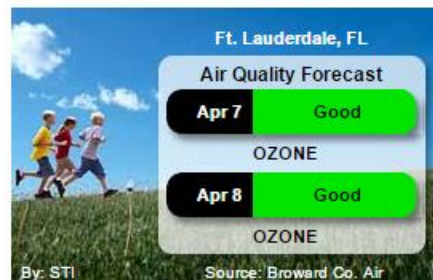 Ft. Lauderdale, FL
Air Quality Forecast
Apr 7 Good
OZONE
Apr 8 Good
OZONE
By: STI Source: Broward Co. Air